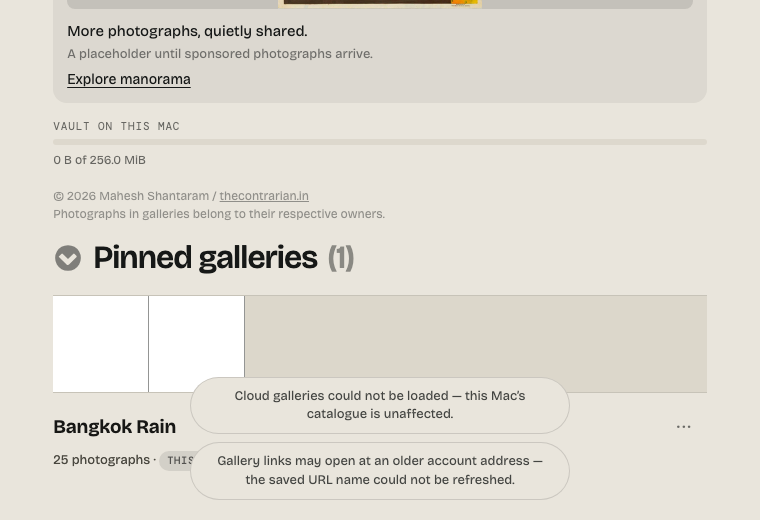 More photographs, quietly shared.
A placeholder until sponsored photographs arrive.
Explore manorama
VAULT ON THIS MAC
0 B of 256.0 MiB
© 2026 Mahesh Shantaram / thecontrarian.in
Photographs in galleries belong to their respective owners.
Pinned galleries (1)
Cloud galleries could not be loaded — this Mac's
catalogue is unaffected.
Bangkok Rain
25 photographs · THIS
Gallery links may open at an older account address —
the saved URL name could not be refreshed.